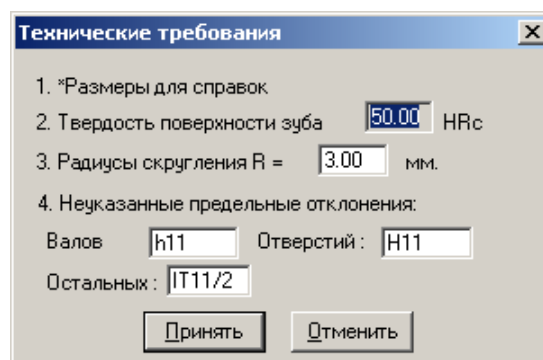 Технические требования
1. *Размеры для справок
2. Твердость поверхности зуба 50.00 HRc
3. Радиусы скругления R = 3.00 мм.
4. Неуказанные предельные отклонения:
Валов h11 Отверстий : H11
Остальных : IT11/2
Принять Отменить